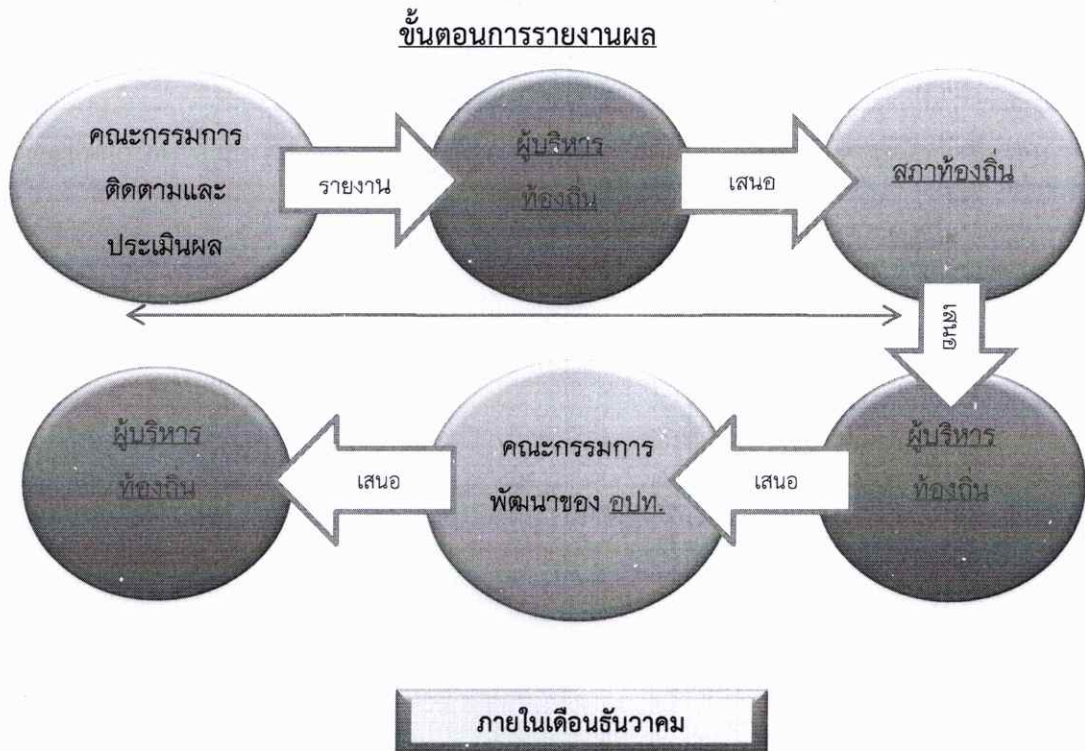 ขั้นตอนการรายงานผล
คณะกรรมการ
ติดตามและ
ประเมินผล
รายงาน
ผู้บริหาร
ท้องถิ่น
เสนอ
สภาท้องถิ่น
เสนอ
ผู้บริหาร
ท้องถิ่น
เสนอ
คณะกรรมการ
พัฒนาของ อปท.
เสนอ
ผู้บริหาร
ท้องถิ่น
ภายในเดือนธันวาคม